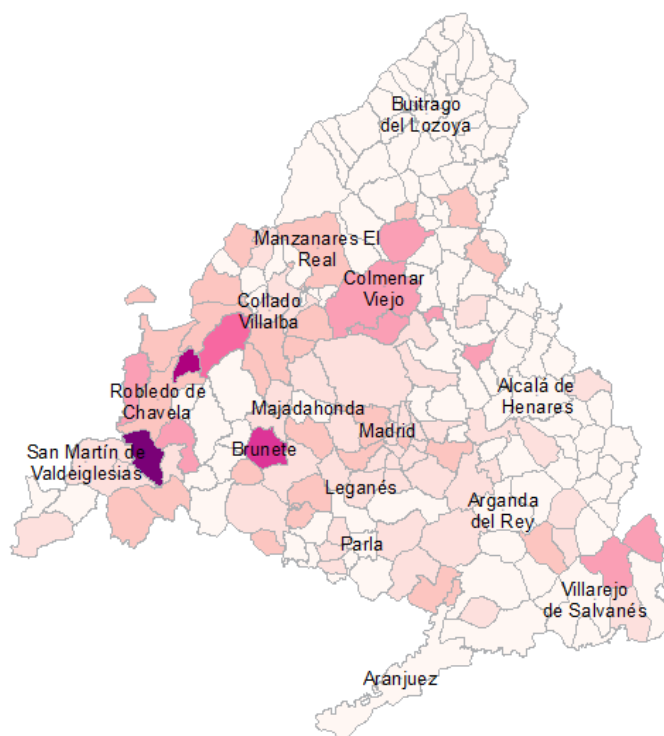 Buitrago
del Lozoya
Manzanares El
Real
Colmenar
Viejo
Collado
Villalba
Alcalá de
Henares
Robledo de
Chavela
Majadahonda
Madrid
Brunete
San Martín de
Valdeiglesias
Leganés
Arganda
del Rey
Parla
Villarejo
de Salvanés
Aranjuez